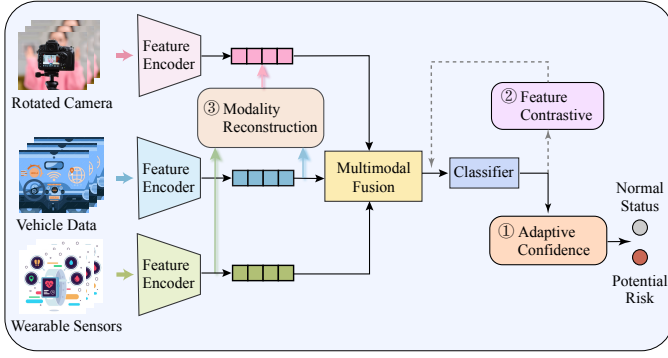 Feature
Encoder
Rotated Camera
③ Modality
Reconstruction
② Feature
Contrastive
Feature
Encoder
Multimodal
Fusion
Classifier
Vehicle Data
Normal
Status
① Adaptive
Confidence
Feature
Encoder
Potential
Risk
Wearable Sensors